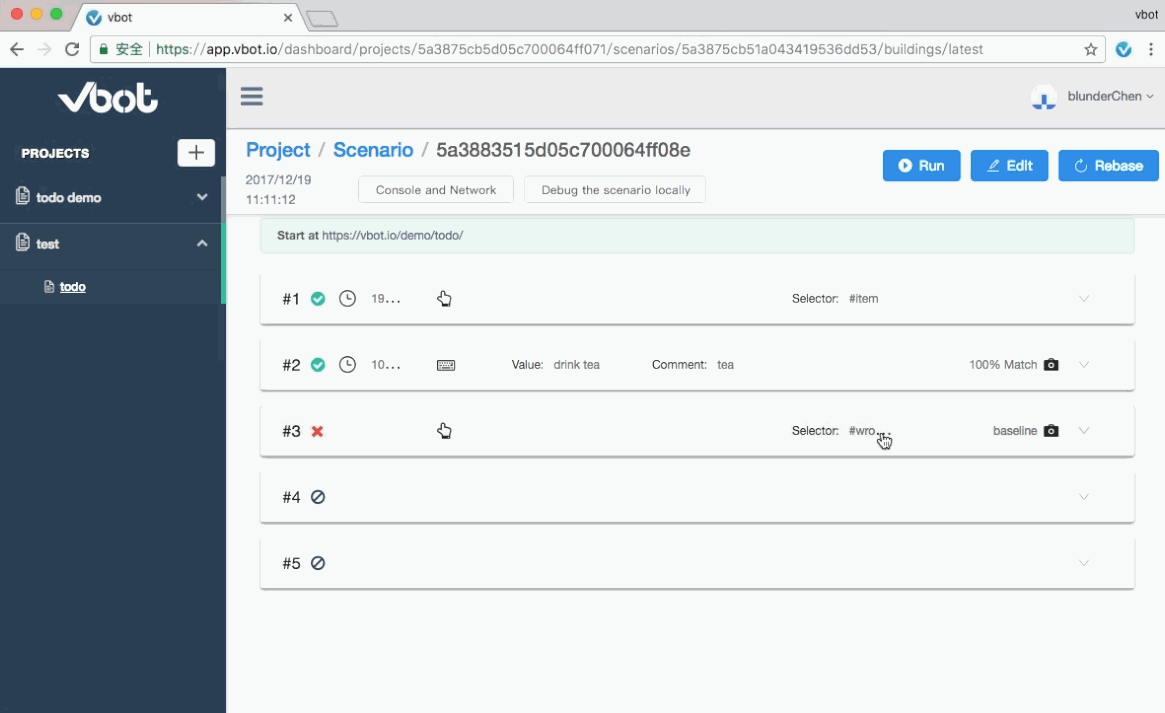 vbot
vbot
安全 https://app.vbot.io/dashboard/projects/5a3875cb5d05c700064ff071/scenarios/5a3875cb51a043419536dd53/buildings/latest
vbot
blunderChen
PROJECTS +
todo demo
test
todo
Project / Scenario / 5a3883515d05c700064ff08e
2017/12/19
11:11:12
Console and Network Debug the scenario locally
Run Edit Rebase
Start at https://vbot.io/demo/todo/
#1 19... Selector: #item
#2 10... Value: drink tea Comment: tea 100% Match
#3 Selector: #wro... baseline
#4
#5